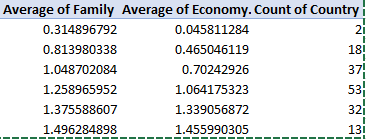 Average of Family Average of Economy. Count of Country
0.314896792 0.045811284 2
0.813980338 0.465046119 18
1.048702084 0.70242926 37
1.258965952 1.064175323 53
1.375588607 1.339056872 32
1.496284898 1.455990305 13